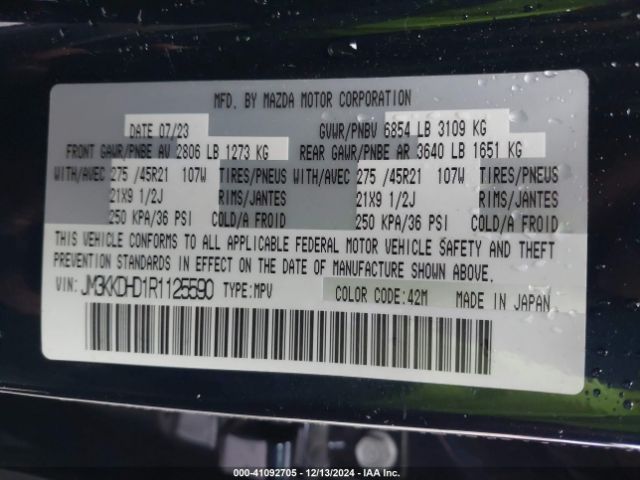 MFD. BY MAZDA MOTOR CORPORATION
DATE 07/23 GVWR/PNBV 6854 LB 3109 KG
FRONT GAWR/PNBE AV 2806 LB 1273 KG REAR GAWR/PNBE AR 3640 LB 1651 KG
WITH/AVEC 275 /45R21 107W TIRES/PNEUS WITH/AVEC 275 /45R21 107W TIRES/PNEUS
21X9 1/2J RIMS/JANTES 21X9 1/2J RIMS/JANTES
250 KPA/36 PSI COLD/A FROID 250 KPA/36 PSI COLD/A FROID
THIS VEHICLE CONFORMS TO ALL APPLICABLE FEDERAL MOTOR VEHICLE SAFETY AND THEFT
PREVENTION STANDARDS IN EFFECT ON THE DATE OF MANUFACTURE SHOWN ABOVE.
VIN: JM3KKDHD1R1125590 TYPE:MPV COLOR CODE:42M MADE IN JAPAN
000-41092705 - 12/13/2024 - IAA Inc.